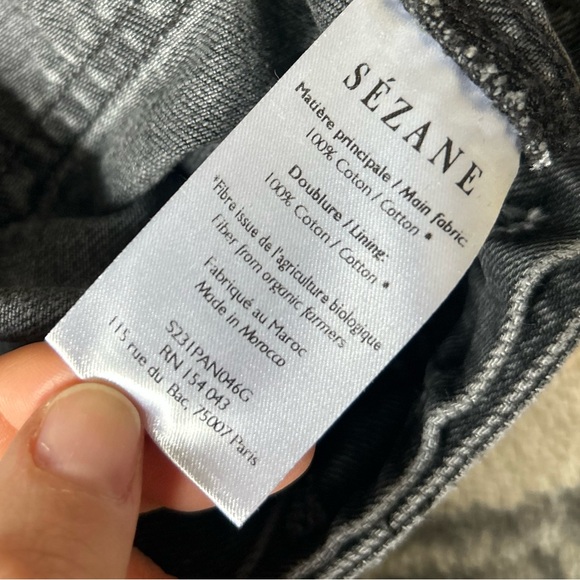 SÉZANE
Matière principale / Main fabric
100% Coton / Cotton *
Doublure / Lining:
100% Coton / Cotton *
*Fibre issue de l'agriculture biologique
Fiber from organic farmers
Fabriqué au Maroc
Made in Morocco
S231PAN046G
RN 154 043
115 rue du Bac, 75007 Paris